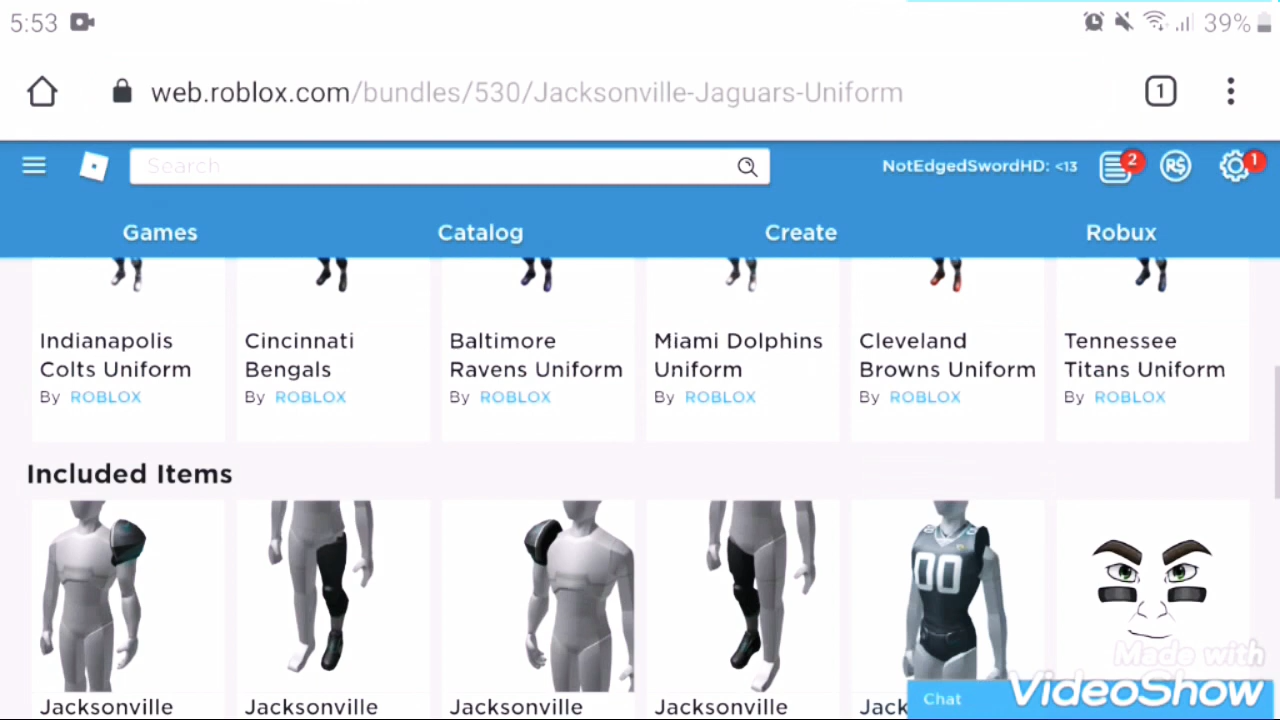 5:53
39%
web.roblox.com/bundles/530/Jacksonville-Jaguars-Uniform
1
Search
NotEdgedSwordHD: <13
2
R$
1
Games
Catalog
Create
Robux
Indianapolis
Colts Uniform
By ROBLOX
Cincinnati
Bengals
By ROBLOX
Baltimore
Ravens Uniform
By ROBLOX
Miami Dolphins
Uniform
By ROBLOX
Cleveland
Browns Uniform
By ROBLOX
Tennessee
Titans Uniform
By ROBLOX
Included Items
00
Jacksonville
Jacksonville
Jacksonville
Jacksonville
Jack
Chat
Made with
VideoShow